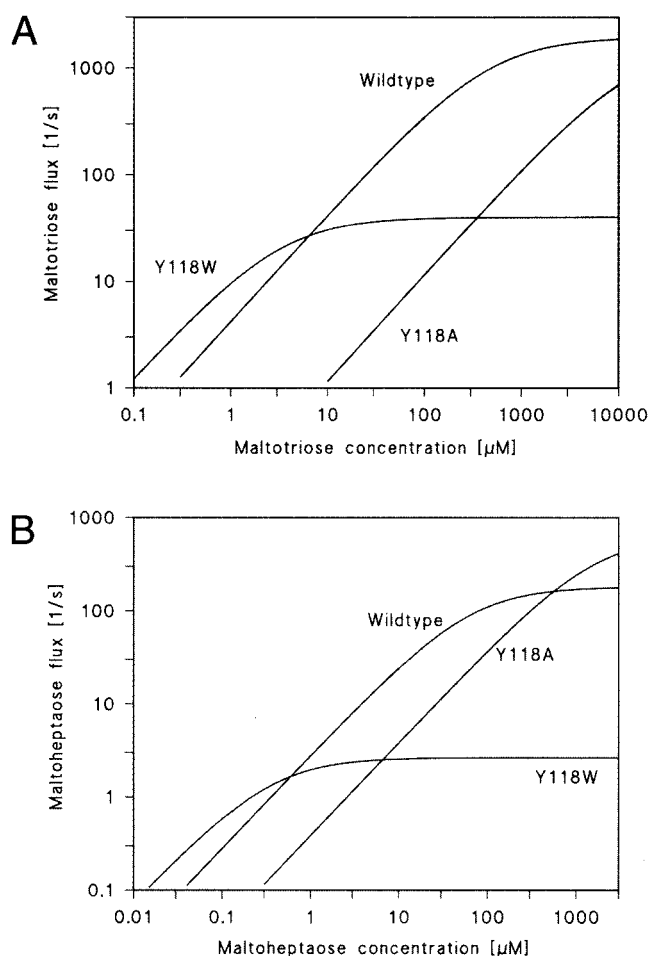 A
Maltotriose flux [1/s]
1000
100
10
1
Wildtype
Y118W
Y118A
0.1 1 10 100 1000 10000
Maltotriose concentration [µM]
B
Maltoheptaose flux [1/s]
1000
100
10
1
0.1
Wildtype
Y118A
Y118W
0.01 0.1 1 10 100 1000
Maltoheptaose concentration [µM]